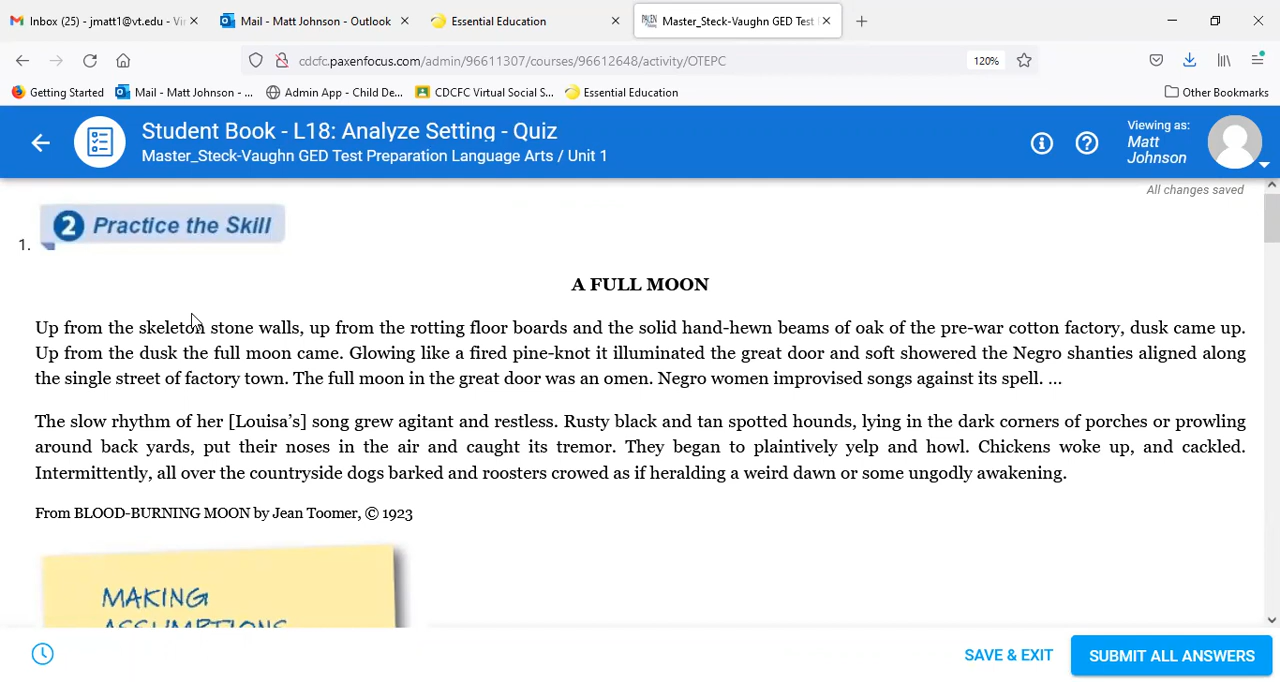 Inbox (25) - jmatt1@vt.edu - Vi
Mail - Matt Johnson - Outlook
Essential Education
PAXEN
Master_Steck-Vaughn GED Test
cdcfc.paxenfocus.com/admin/96611307/courses/96612648/activity/OTEPC
120%
Getting Started
Mail - Matt Johnson - ...
Admin App - Child De...
CDCFC Virtual Social S...
Essential Education
Other Bookmarks
Student Book - L18: Analyze Setting - Quiz
Master_Steck-Vaughn GED Test Preparation Language Arts / Unit 1
Viewing as:
Matt
Johnson
All changes saved
1.
2 Practice the Skill
A FULL MOON
Up from the skeleton stone walls, up from the rotting floor boards and the solid hand-hewn beams of oak of the pre-war cotton factory, dusk came up.
Up from the dusk the full moon came. Glowing like a fired pine-knot it illuminated the great door and soft showered the Negro shanties aligned along
the single street of factory town. The full moon in the great door was an omen. Negro women improvised songs against its spell. ...
The slow rhythm of her [Louisa's] song grew agitant and restless. Rusty black and tan spotted hounds, lying in the dark corners of porches or prowling
around back yards, put their noses in the air and caught its tremor. They began to plaintively yelp and howl. Chickens woke up, and cackled.
Intermittently, all over the countryside dogs barked and roosters crowed as if heralding a weird dawn or some ungodly awakening.
From BLOOD-BURNING MOON by Jean Toomer, © 1923
MAKING
ASSUMPTIONS
SAVE & EXIT
SUBMIT ALL ANSWERS